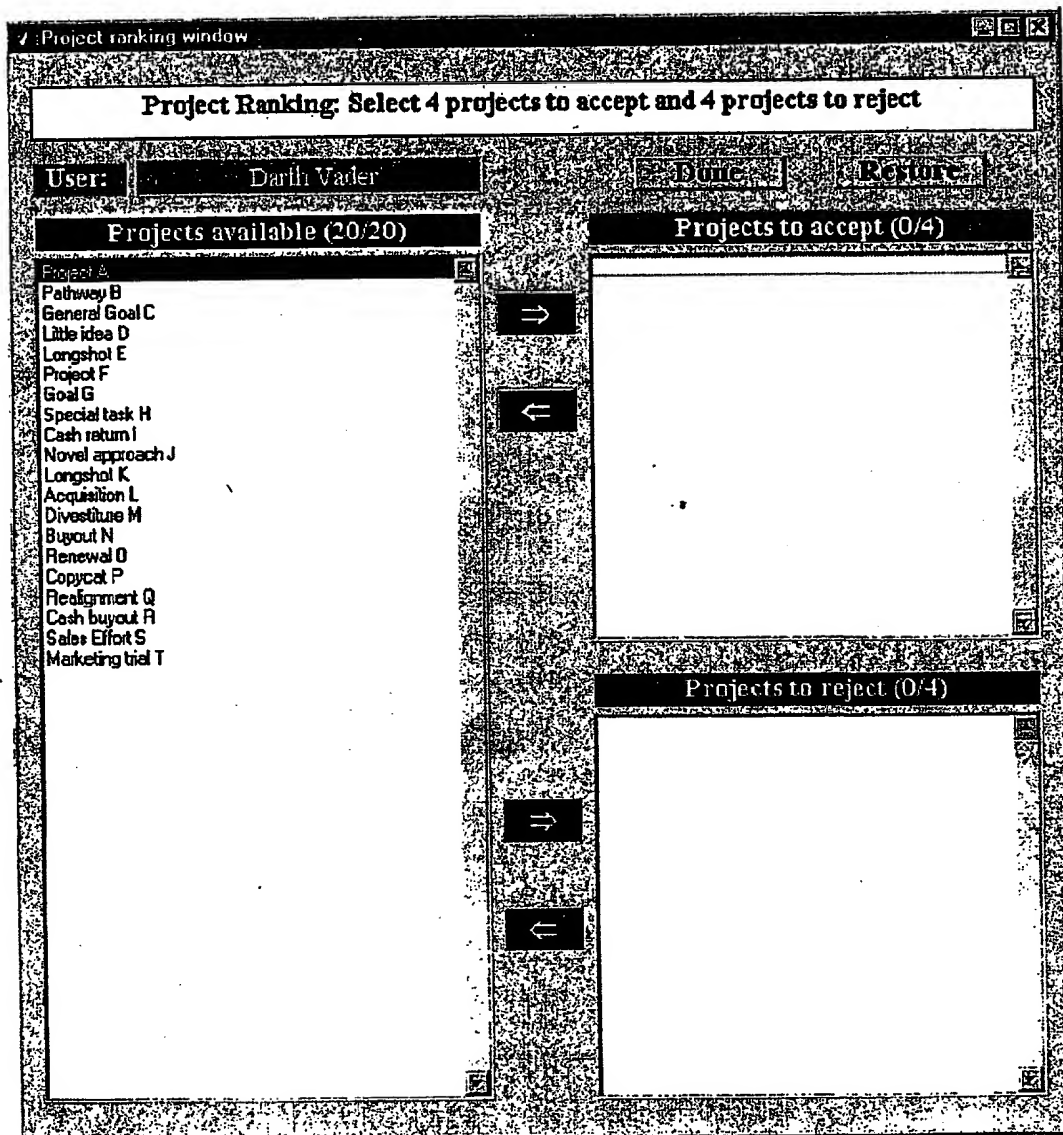 Project ranking window
Project Ranking: Select 4 projects to accept and 4 projects to reject
User: Darth Vader Done Restore
Projects available (20/20)
Project A
Pathway B
General Goal C
Little idea D
Longshot E
Project F
Goal G
Special task H
Cash return I
Novel approach J
Longshot K
Acquisition L
Divestiture M
Buyout N
Renewal O
Copycat P
Realignment Q
Cash buyout R
Sales Effort S
Marketing trial T
Projects to accept (0/4)
⇒
⇐
Projects to reject (0/4)
⇒
⇐